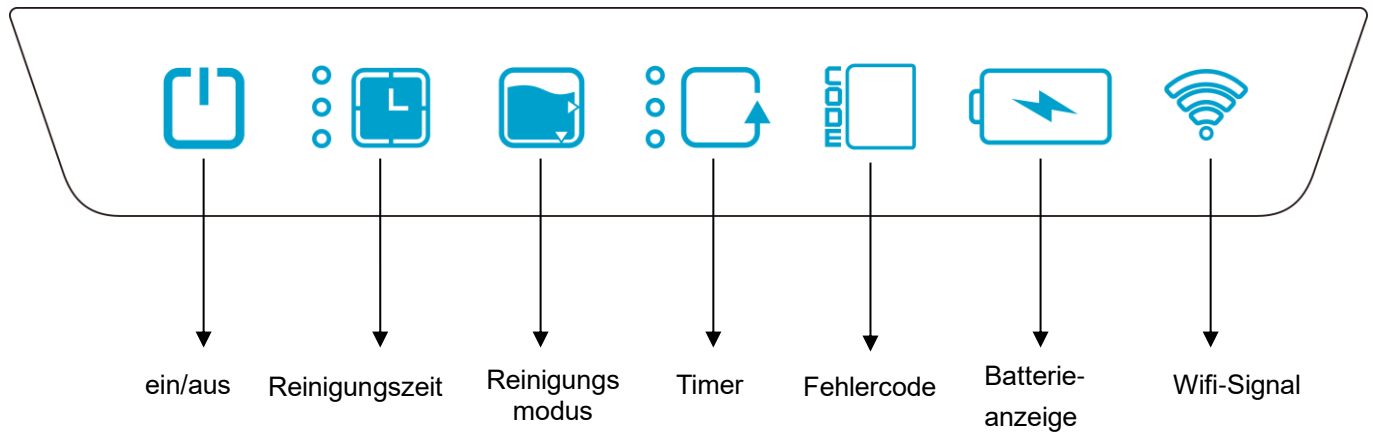 CODE
ein/aus
Reinigungszeit
Reinigungs
modus
Timer
Fehlercode
Batterie-
anzeige
Wifi-Signal